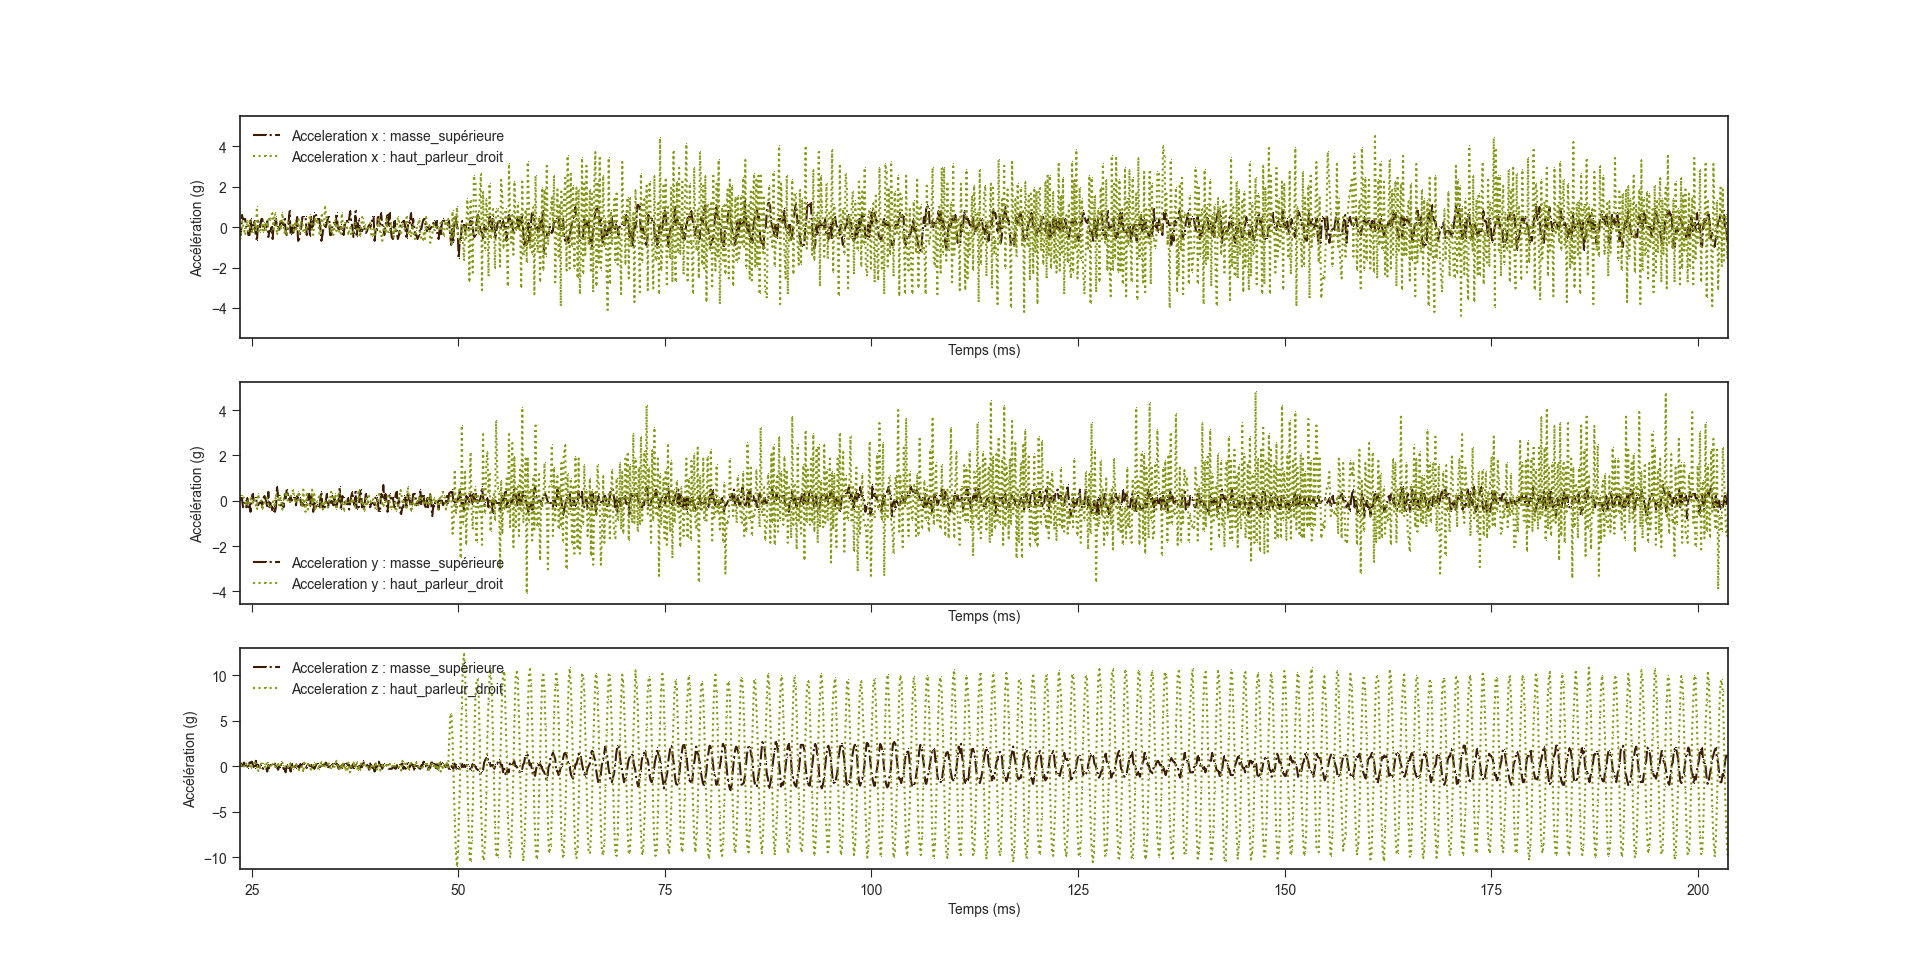 Acceleration x : masse_supérieure
Acceleration x : haut_parleur_droit
Accélération (g)
4
2
0
−2
−4
Temps (ms)
Acceleration y : masse_supérieure
Acceleration y : haut_parleur_droit
Accélération (g)
4
2
0
−2
−4
Temps (ms)
Acceleration z : masse_supérieure
Acceleration z : haut_parleur_droit
Accélération (g)
10
5
0
−5
−10
25 50 75 100 125 150 175 200
Temps (ms)